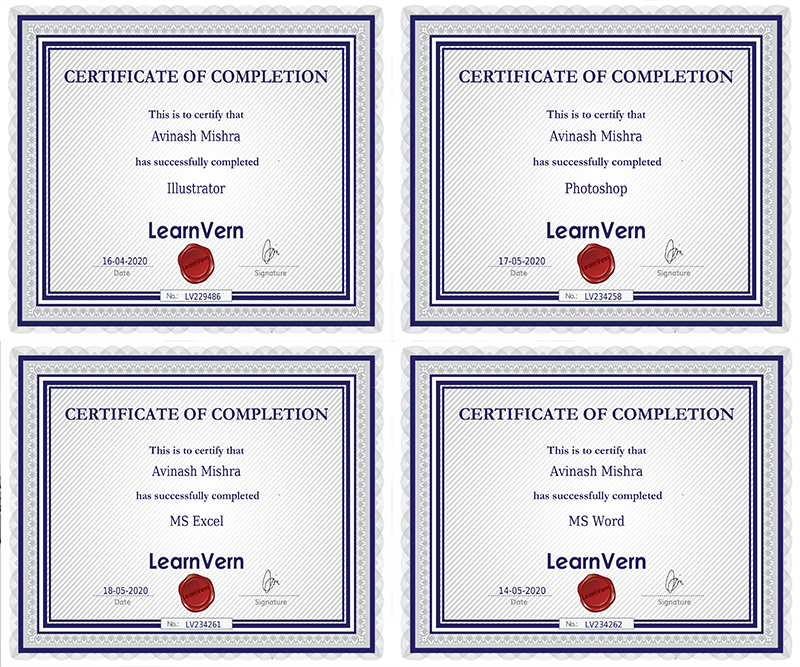 CERTIFICATE OF COMPLETION
This is to certify that
Avinash Mishra
has successfully completed
Illustrator
LearnVern
16-04-2020
LearnVern
Date
Signature
No.: LV229486
CERTIFICATE OF COMPLETION
This is to certify that
Avinash Mishra
has successfully completed
Photoshop
LearnVern
17-05-2020
LearnVern
Date
Signature
No.: LV234258
CERTIFICATE OF COMPLETION
This is to certify that
Avinash Mishra
has successfully completed
MS Excel
LearnVern
18-05-2020
LearnVern
Date
Signature
No.: LV234261
CERTIFICATE OF COMPLETION
This is to certify that
Avinash Mishra
has successfully completed
MS Word
LearnVern
14-05-2020
LearnVern
Date
Signature
No.: LV234262